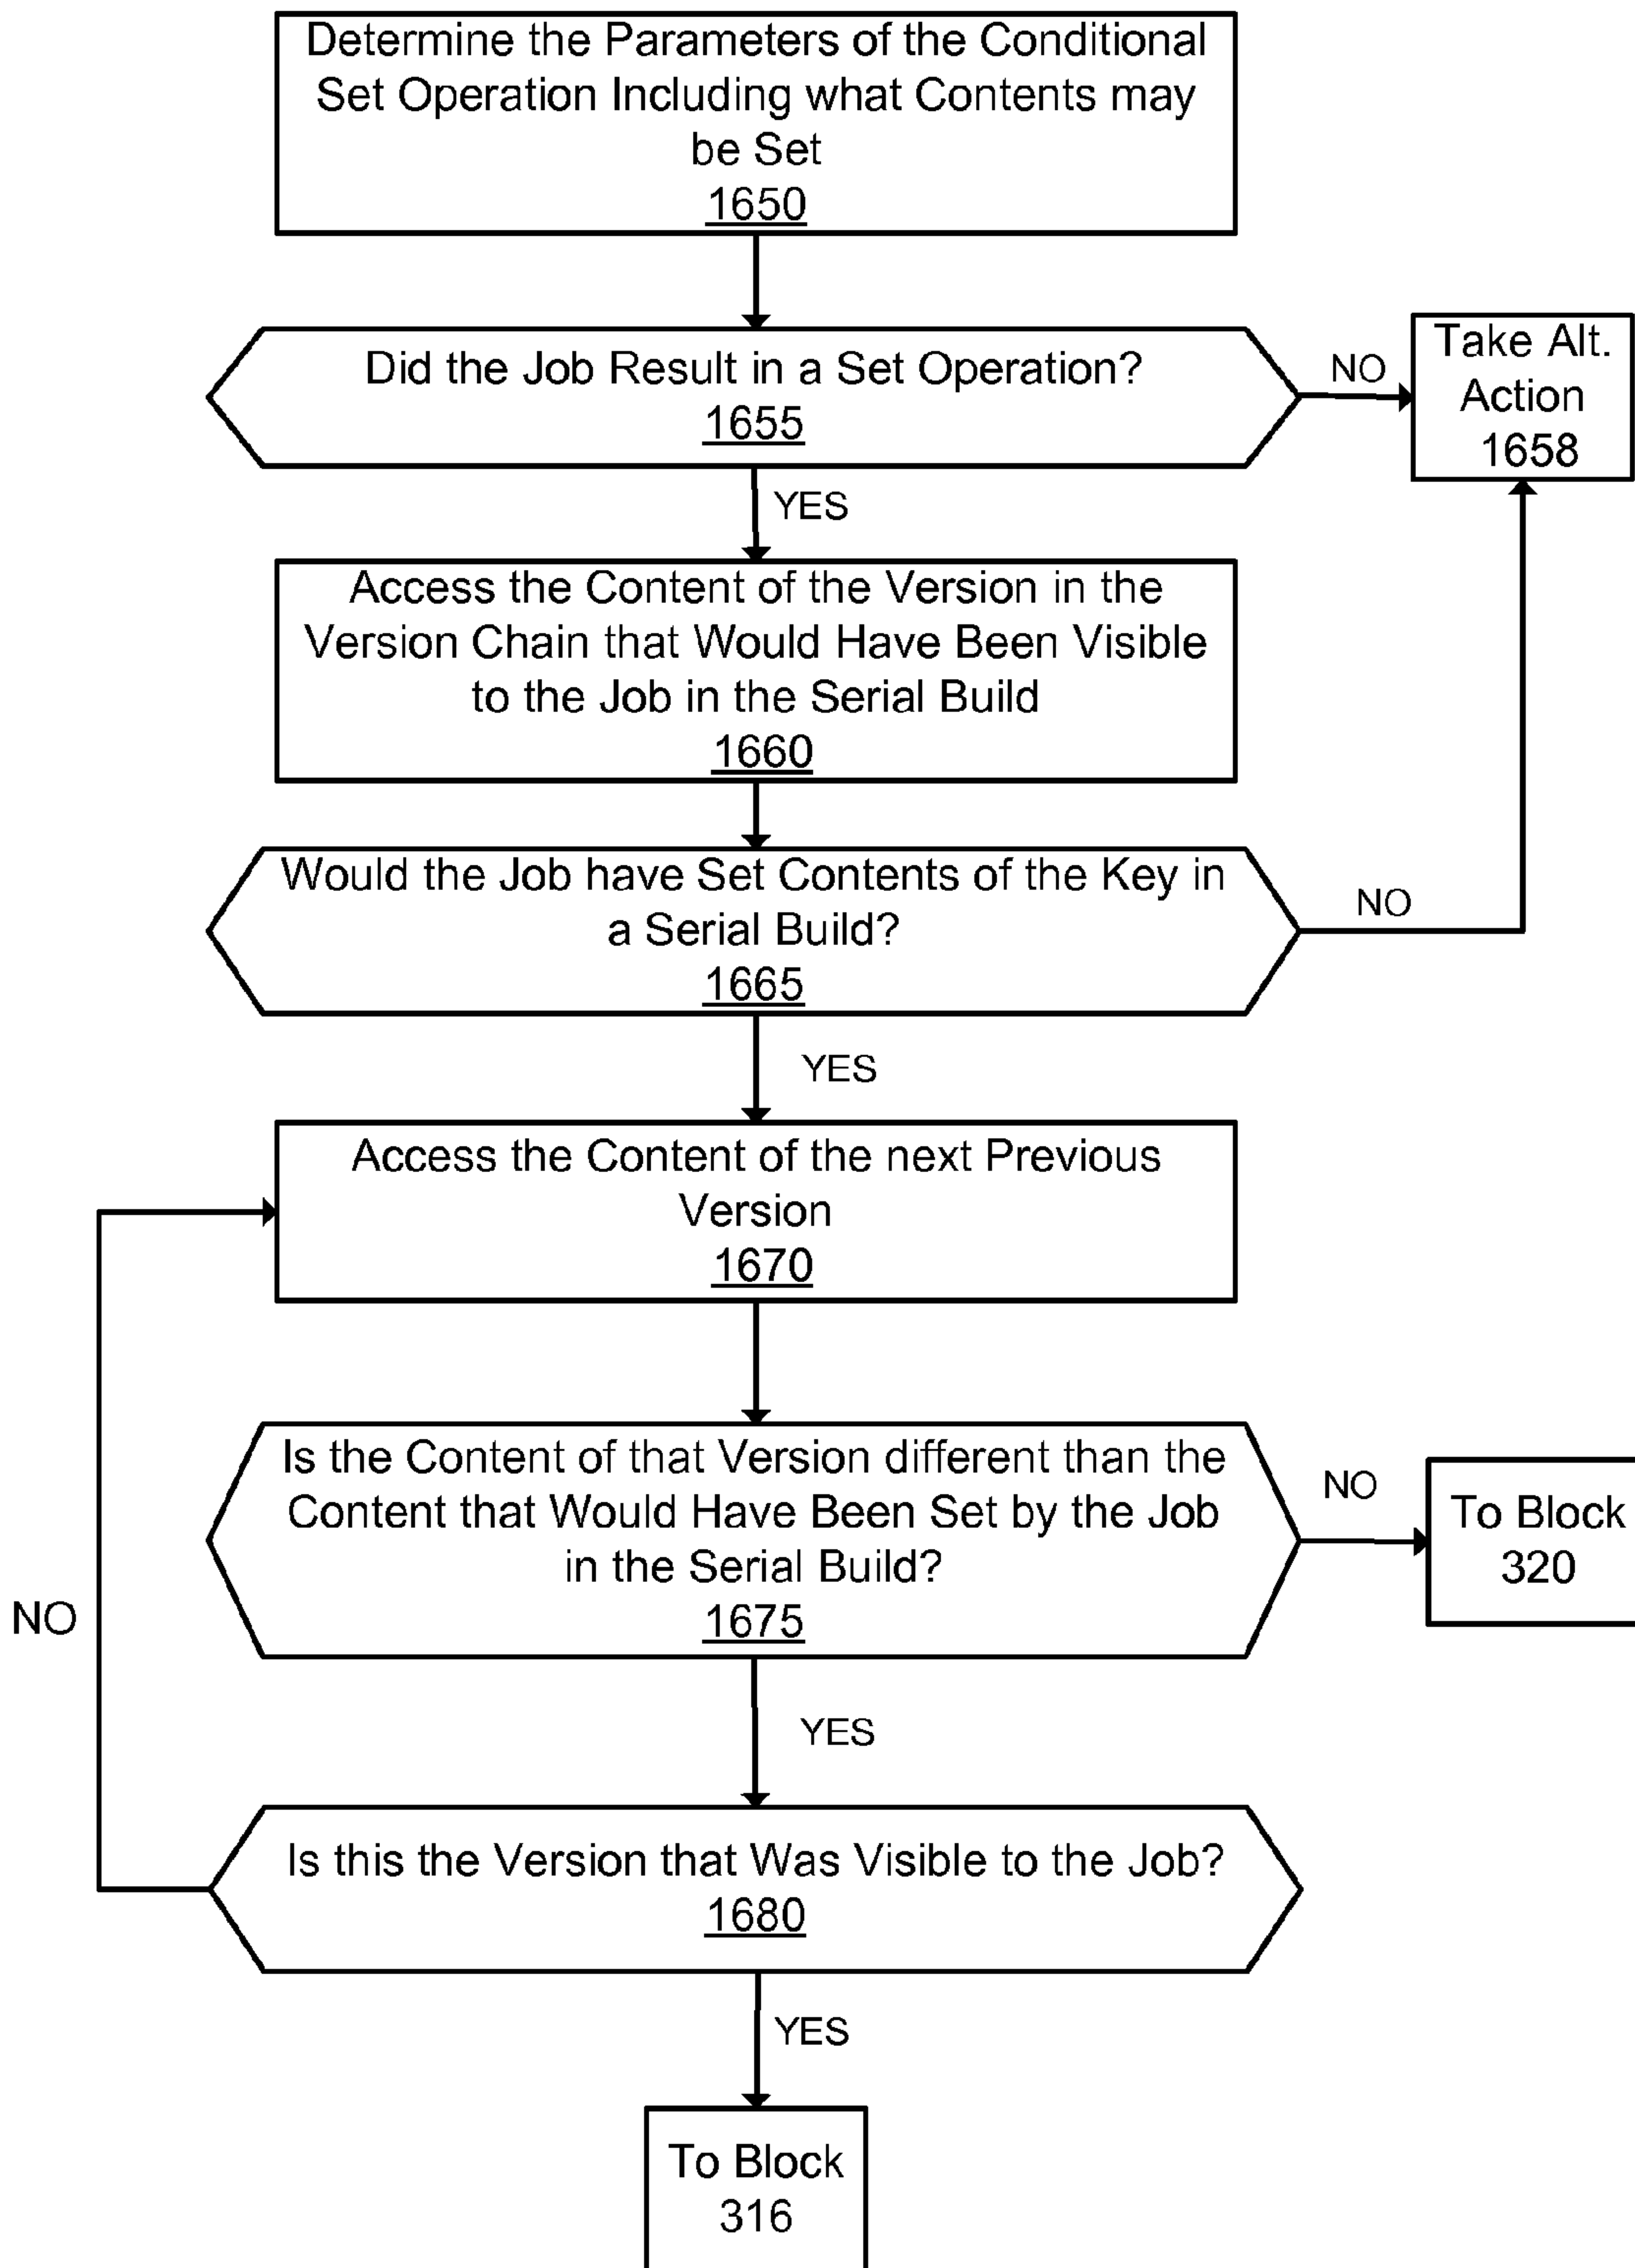 Determine the Parameters of the Conditional
Set Operation Including what Contents may
be Set
1650
Did the Job Result in a Set Operation?
1655
NO
Take Alt.
Action
1658
YES
Access the Content of the Version in the
Version Chain that Would Have Been Visible
to the Job in the Serial Build
1660
Would the Job have Set Contents of the Key in
a Serial Build?
1665
NO
YES
Access the Content of the next Previous
Version
1670
Is the Content of that Version different than the
Content that Would Have Been Set by the Job
in the Serial Build?
1675
NO
To Block
320
NO
YES
Is this the Version that Was Visible to the Job?
1680
YES
To Block
316